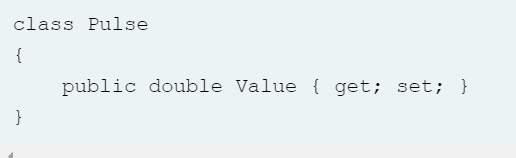 class Pulse
{
    public double Value { get; set; }
}